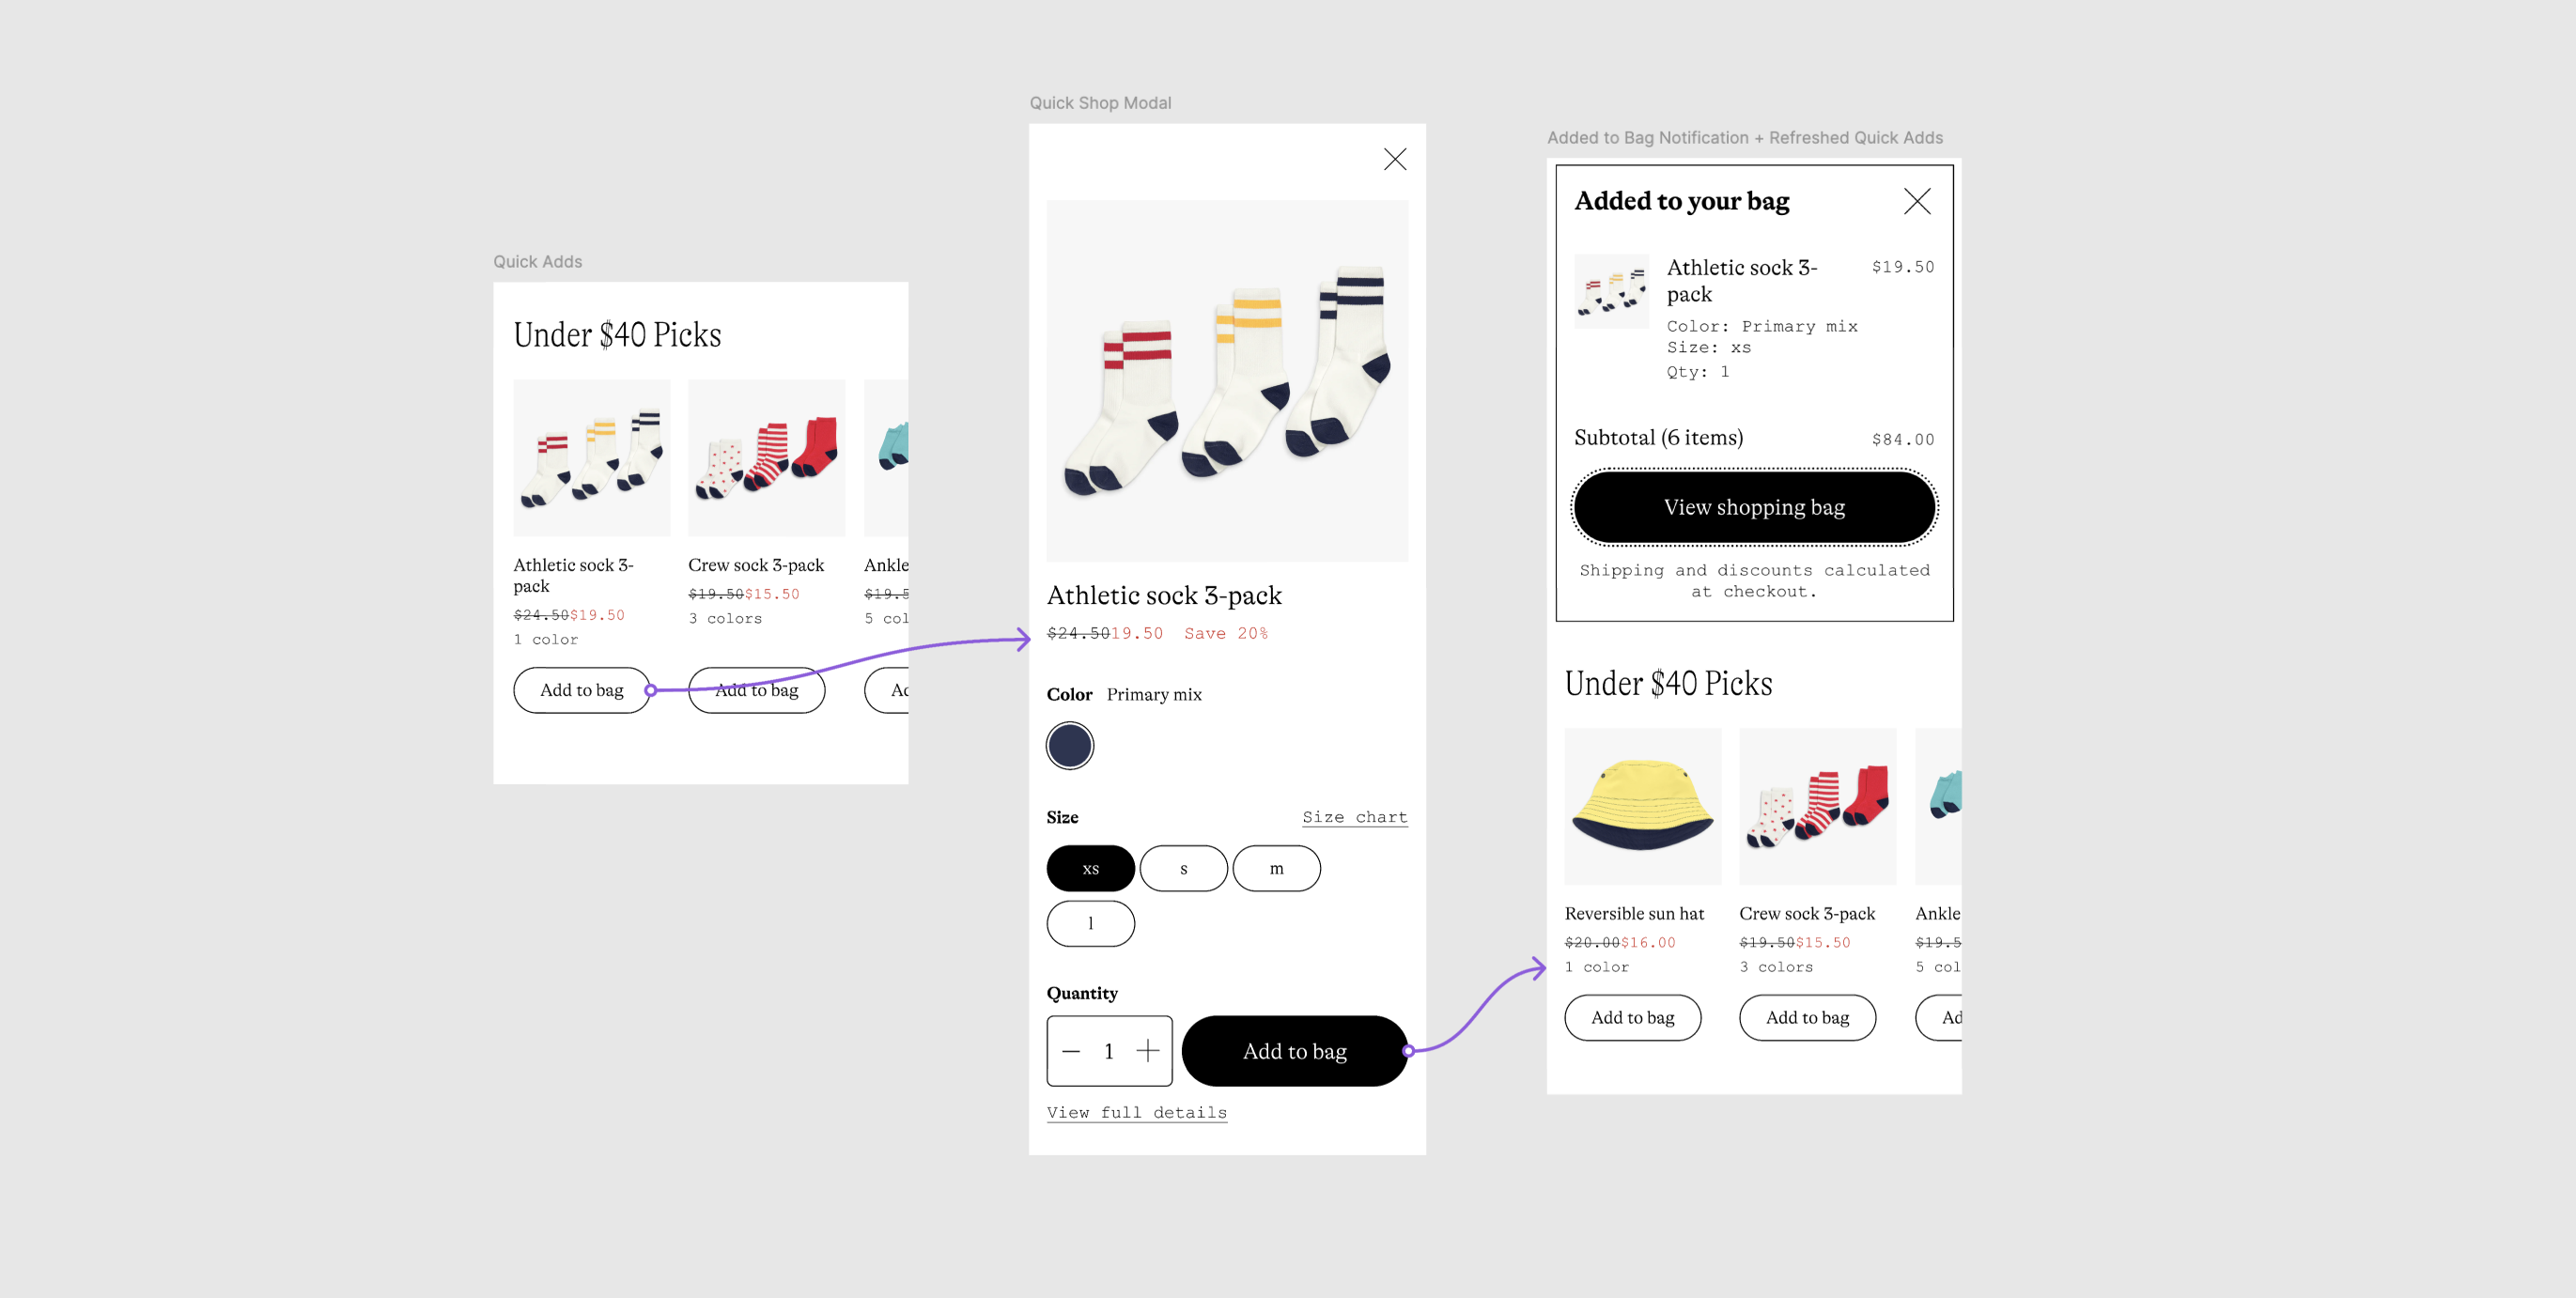 Quick Adds
Under $40 Picks
Athletic sock 3-
pack
$24.50$19.50
1 color
Add to bag
Crew sock 3-pack
$19.50$15.50
3 colors
Add to bag
Ankle
$19.5
5 col
Quick Shop Modal
Athletic sock 3-pack
$24.5019.50 Save 20%
Color Primary mix
Size Size chart
xs s m
l
Quantity
1 Add to bag
View full details
Added to Bag Notification + Refreshed Quick Adds
Added to your bag
Athletic sock 3- $19.50
pack
Color: Primary mix
Size: xs
Qty: 1
Subtotal (6 items) $84.00
View shopping bag
Shipping and discounts calculated
at checkout.
Under $40 Picks
Reversible sun hat
$20.00$16.00
1 color
Add to bag
Crew sock 3-pack
$19.50$15.50
3 colors
Add to bag
Ankle
$19.5
5 col